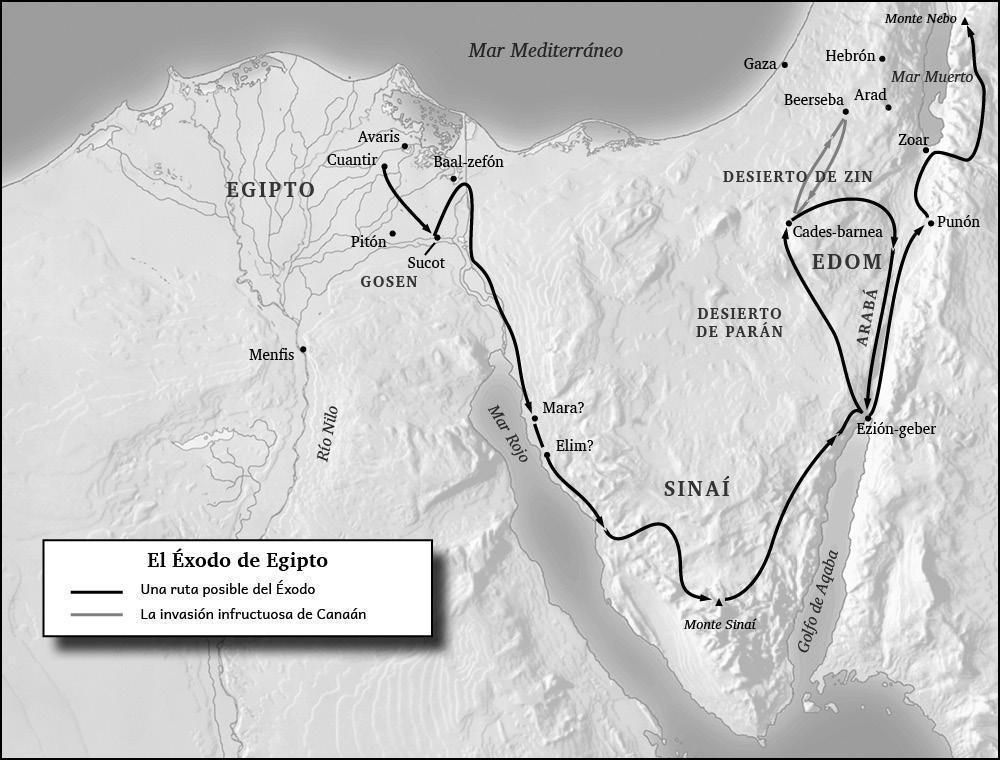 Monte Nebo
Mar Mediterráneo
Hebrón
Gaza
Mar Muerto
Arad
Beerseba
Avaris
Zoar
Cuantir
Baal-zefón
DESIERTO DE ZIN
EGIPTO
Punón
Cades-barnea
Pitón
Sucot
EDOM
GOSEN
DESIERTO
DE PARÁN
ARABÁ
Menfis
Mara?
Mar Rojo
Ezión-geber
Río Nilo
Elim?
SINAÍ
Golfo de Aqaba
Monte Sinaí
El Éxodo de Egipto
Una ruta posible del Éxodo
La invasión infructuosa de Canaán